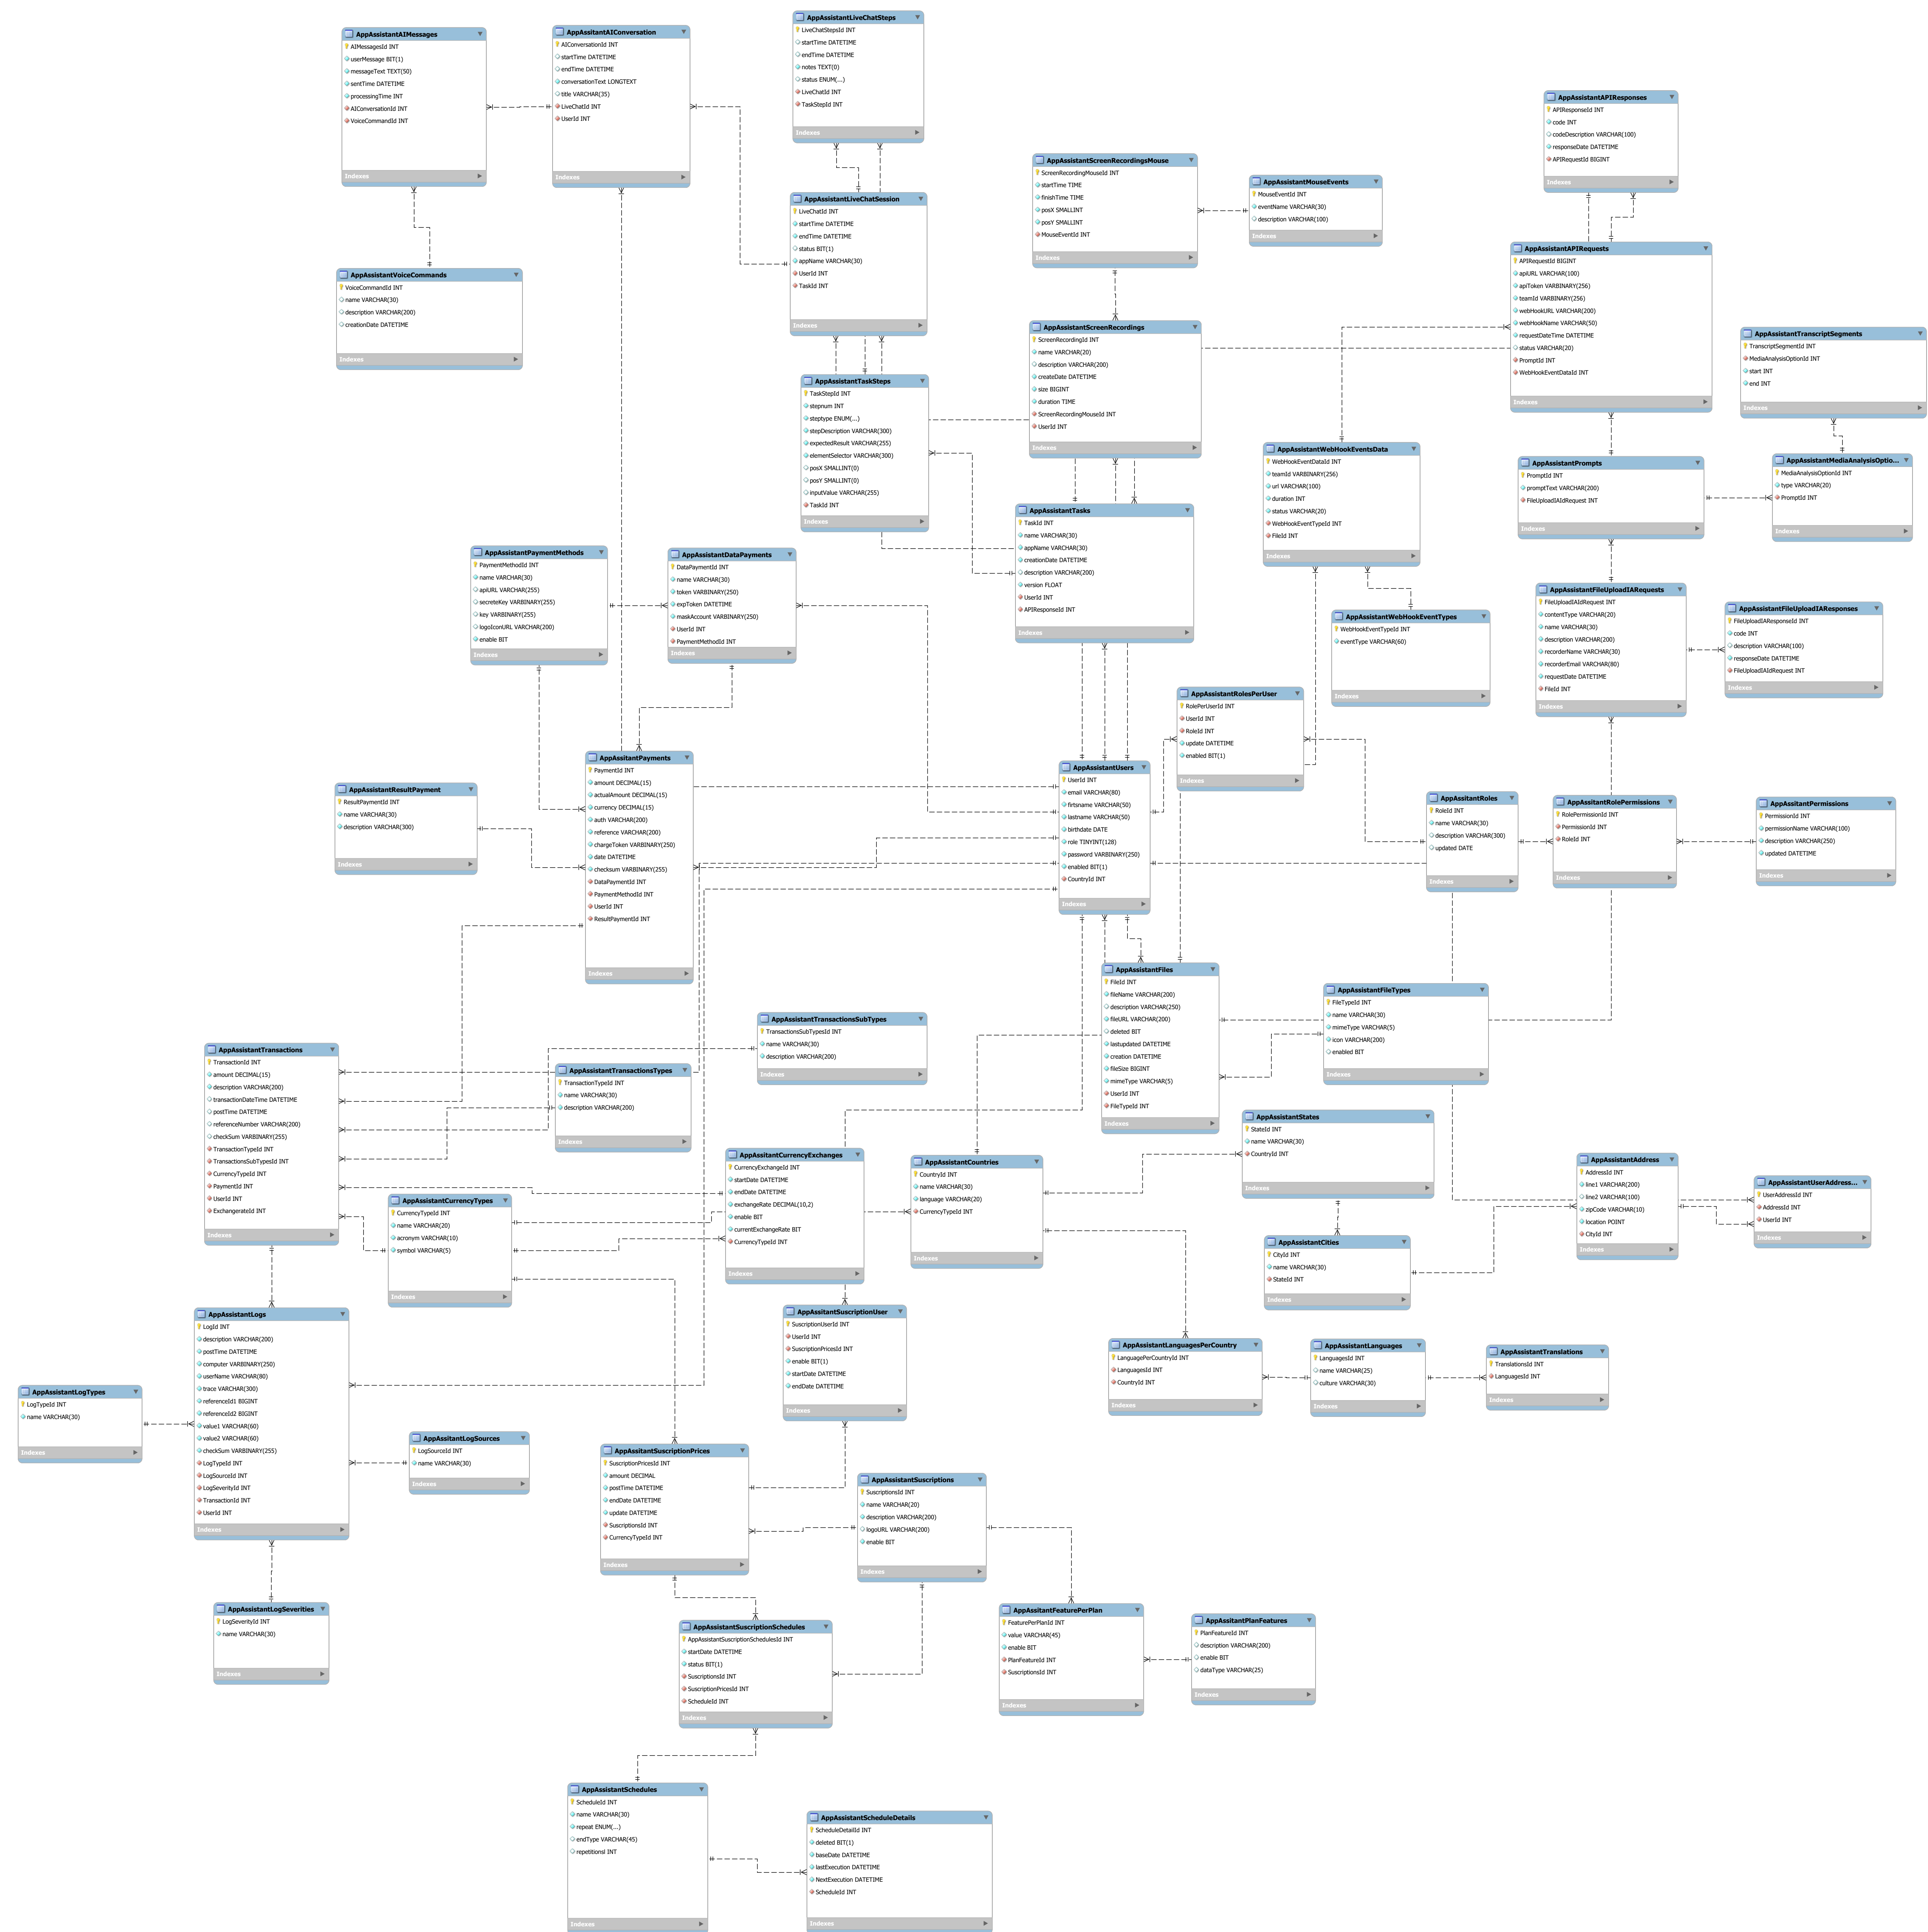 AppAssistantAIMessages
AIMessagesId INT
userMessage BIT(1)
messageText TEXT(50)
sentTime DATETIME
processingTime INT
AIConversationId INT
VoiceCommandId INT
Indexes
AppAssitantAIConversation
AIConversationId INT
startTime DATETIME
endTime DATETIME
conversationText LONGTEXT
title VARCHAR(35)
LiveChatId INT
UserId INT
Indexes
AppAssistantLiveChatSteps
LiveChatStepsId INT
startTime DATETIME
endTime DATETIME
notes TEXT(0)
status ENUM(...)
LiveChatId INT
TaskStepId INT
Indexes
AppAssistantAPIResponses
APIResponseId INT
code INT
codeDescription VARCHAR(100)
responseDate DATETIME
APIRequestId BIGINT
Indexes
AppAssistantScreenRecordingsMouse
ScreenRecordingMouseId INT
startTime TIME
finishTime TIME
posX SMALLINT
posY SMALLINT
MouseEventId INT
Indexes
AppAssistantMouseEvents
MouseEventId INT
eventName VARCHAR(30)
description VARCHAR(100)
Indexes
AppAssistantLiveChatSession
LiveChatId INT
startTime DATETIME
endTime DATETIME
status BIT(1)
appName VARCHAR(30)
UserId INT
TaskId INT
Indexes
AppAssistantVoiceCommands
VoiceCommandId INT
name VARCHAR(30)
description VARCHAR(200)
creationDate DATETIME
Indexes
AppAssistantAPIRequests
APIRequestId BIGINT
apiURL VARCHAR(100)
apiToken VARBINARY(256)
teamId VARBINARY(256)
webHookURL VARCHAR(200)
webHookName VARCHAR(50)
requestDateTime DATETIME
status VARCHAR(20)
PromptId INT
WebHookEventDataId INT
Indexes
AppAssistantScreenRecordings
ScreenRecordingId INT
name VARCHAR(20)
description VARCHAR(200)
createDate DATETIME
size BIGINT
duration TIME
ScreenRecordingMouseId INT
UserId INT
Indexes
AppAssistantTranscriptSegments
TranscriptSegmentId INT
MediaAnalysisOptionId INT
start INT
end INT
Indexes
AppAssistantTaskSteps
TaskStepId INT
stepnum INT
steptype ENUM(...)
stepDescription VARCHAR(300)
expectedResult VARCHAR(255)
elementSelector VARCHAR(300)
posX SMALLINT(0)
posY SMALLINT(0)
inputValue VARCHAR(255)
TaskId INT
Indexes
AppAssistantWebHookEventsData
WebHookEventDataId INT
teamId VARBINARY(256)
url VARCHAR(100)
duration INT
status VARCHAR(20)
WebHookEventTypeId INT
FileId INT
Indexes
AppAssistantPrompts
PromptId INT
promptText VARCHAR(200)
FileUploadIAIdRequest INT
Indexes
AppAssistantMediaAnalysisOptio...
MediaAnalysisOptionId INT
type VARCHAR(20)
PromptId INT
Indexes
AppAssistantTasks
TaskId INT
name VARCHAR(30)
appName VARCHAR(30)
creationDate DATETIME
description VARCHAR(200)
version FLOAT
UserId INT
APIResponseId INT
Indexes
AppAssistantPaymentMethods
PaymentMethodId INT
name VARCHAR(30)
apiURL VARCHAR(255)
secreteKey VARBINARY(255)
key VARBINARY(255)
logoIconURL VARCHAR(200)
enable BIT
Indexes
AppAssistantDataPayments
DataPaymentId INT
name VARCHAR(30)
token VARBINARY(250)
expToken DATETIME
maskAccount VARBINARY(250)
UserId INT
PaymentMethodId INT
Indexes
AppAssistantWebHookEventTypes
WebHookEventTypeId INT
eventType VARCHAR(60)
Indexes
AppAssistantFileUploadIARequests
FileUploadIAIdRequest INT
contentType VARCHAR(20)
name VARCHAR(30)
description VARCHAR(200)
recorderName VARCHAR(30)
recorderEmail VARCHAR(80)
requestDate DATETIME
FileId INT
Indexes
AppAssistantFileUploadIAResponses
FileUploadIAResponseId INT
code INT
description VARCHAR(100)
responseDate DATETIME
FileUploadIAIdRequest INT
Indexes
AppAssistantRolesPerUser
RolePerUserId INT
UserId INT
RoleId INT
update DATETIME
enabled BIT(1)
Indexes
AppAssitantPayments
PaymentId INT
amount DECIMAL(15)
actualAmount DECIMAL(15)
currency DECIMAL(15)
auth VARCHAR(200)
reference VARCHAR(200)
chargeToken VARBINARY(250)
date DATETIME
checksum VARBINARY(255)
DataPaymentId INT
PaymentMethodId INT
UserId INT
ResultPaymentId INT
Indexes
AppAssistantUsers
UserId INT
email VARCHAR(80)
firtsname VARCHAR(50)
lastname VARCHAR(50)
birthdate DATE
role TINYINT(128)
password VARBINARY(250)
enabled BIT(1)
CountryId INT
Indexes
AppAssistantResultPayment
ResultPaymentId INT
name VARCHAR(30)
description VARCHAR(300)
Indexes
AppAssitantRoles
RoleId INT
name VARCHAR(30)
description VARCHAR(300)
updated DATE
Indexes
AppAssitantRolePermissions
RolePermissionId INT
PermissionId INT
RoleId INT
Indexes
AppAssitantPermissions
PermissionId INT
permissionName VARCHAR(100)
description VARCHAR(250)
updated DATETIME
Indexes
AppAssistantFiles
FileId INT
fileName VARCHAR(200)
description VARCHAR(250)
fileURL VARCHAR(200)
deleted BIT
lastupdated DATETIME
creation DATETIME
fileSize BIGINT
mimeType VARCHAR(5)
UserId INT
FileTypeId INT
Indexes
AppAssistantFileTypes
FileTypeId INT
name VARCHAR(30)
mimeType VARCHAR(5)
icon VARCHAR(200)
enabled BIT
Indexes
AppAssistantTransactionsSubTypes
TransactionsSubTypesId INT
name VARCHAR(30)
description VARCHAR(200)
Indexes
AppAssistantTransactions
TransactionId INT
amount DECIMAL(15)
description VARCHAR(200)
transactionDateTime DATETIME
postTime DATETIME
referenceNumber VARCHAR(200)
checkSum VARBINARY(255)
TransactionTypeId INT
TransactionsSubTypesId INT
CurrencyTypeId INT
PaymentId INT
UserId INT
ExchangerateId INT
Indexes
AppAssistantTransactionsTypes
TransactionTypeId INT
name VARCHAR(30)
description VARCHAR(200)
Indexes
AppAssistantStates
StateId INT
name VARCHAR(30)
CountryId INT
Indexes
AppAssitantCurrencyExchanges
CurrencyExchangeId INT
startDate DATETIME
endDate DATETIME
exchangeRate DECIMAL(10,2)
enable BIT
currentExchangeRate BIT
CurrencyTypeId INT
Indexes
AppAssistantCountries
CountryId INT
name VARCHAR(30)
language VARCHAR(20)
CurrencyTypeId INT
Indexes
AppAssistantAddress
AddressId INT
line1 VARCHAR(200)
line2 VARCHAR(100)
zipCode VARCHAR(10)
location POINT
CityId INT
Indexes
AppAssistantUserAddress...
UserAddressId INT
AddressId INT
UserId INT
Indexes
AppAssistantCurrencyTypes
CurrencyTypeId INT
name VARCHAR(20)
acronym VARCHAR(10)
symbol VARCHAR(5)
Indexes
AppAssistantCities
CityId INT
name VARCHAR(30)
StateId INT
Indexes
AppAssistantLogs
LogId INT
description VARCHAR(200)
postTime DATETIME
computer VARBINARY(250)
userName VARCHAR(80)
trace VARCHAR(300)
referenceId1 BIGINT
referenceId2 BIGINT
value1 VARCHAR(60)
value2 VARCHAR(60)
checkSum VARBINARY(255)
LogTypeId INT
LogSourceId INT
LogSeverityId INT
TransactionId INT
UserId INT
Indexes
AppAssitantSuscriptionUser
SuscriptionUserId INT
UserId INT
SuscriptionPricesId INT
enable BIT(1)
startDate DATETIME
endDate DATETIME
Indexes
AppAssistantLanguagesPerCountry
LanguagePerCountryId INT
LanguagesId INT
CountryId INT
Indexes
AppAssistantLanguages
LanguagesId INT
name VARCHAR(25)
culture VARCHAR(30)
Indexes
AppAssistantTranslations
TranslationsId INT
LanguagesId INT
Indexes
AppAssistantLogTypes
LogTypeId INT
name VARCHAR(30)
Indexes
AppAssitantLogSources
LogSourceId INT
name VARCHAR(30)
Indexes
AppAssitantSuscriptionPrices
SuscriptionPricesId INT
amount DECIMAL
postTime DATETIME
endDate DATETIME
update DATETIME
SuscriptionsId INT
CurrencyTypeId INT
Indexes
AppAssistantSuscriptions
SuscriptionsId INT
name VARCHAR(20)
description VARCHAR(200)
logoURL VARCHAR(200)
enable BIT
Indexes
AppAssistantLogSeverities
LogSeverityId INT
name VARCHAR(30)
Indexes
AppAssistantSuscriptionSchedules
AppAssistantSuscriptionSchedulesId INT
startDate DATETIME
status BIT(1)
SuscriptionsId INT
SuscriptionPricesId INT
ScheduleId INT
Indexes
AppAssitantFeaturePerPlan
FeaturePerPlanId INT
value VARCHAR(45)
enable BIT
PlanFeatureId INT
SuscriptionsId INT
Indexes
AppAssitantPlanFeatures
PlanFeatureId INT
description VARCHAR(200)
enable BIT
dataType VARCHAR(25)
Indexes
AppAssistantSchedules
ScheduleId INT
name VARCHAR(30)
repeat ENUM(...)
endType VARCHAR(45)
repetitionsl INT
Indexes
AppAssistantScheduleDetails
ScheduleDetailId INT
deleted BIT(1)
baseDate DATETIME
lastExecution DATETIME
NextExecution DATETIME
ScheduleId INT
Indexes